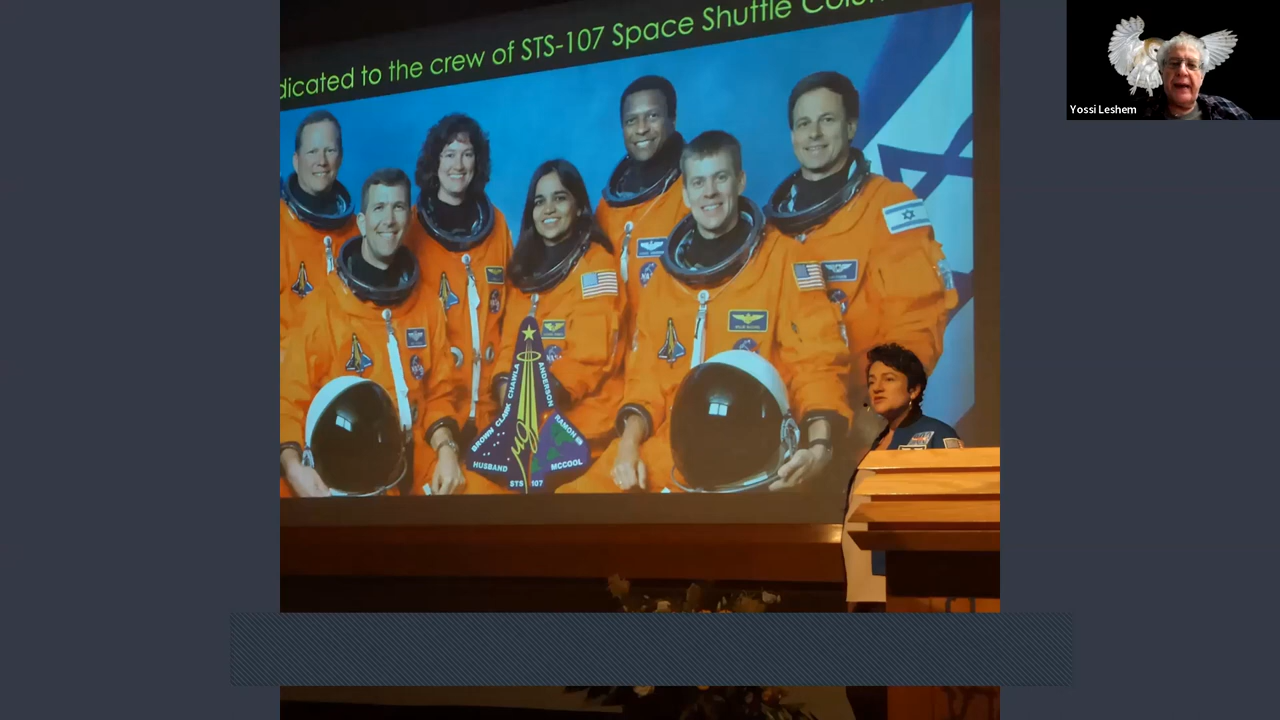 dicated to the crew of STS-107 Space Shuttle Colu
Yossi Leshem
BROWN CLARK CHAWLA ANDERSON RAMON
HUSBAND MCCOOL
STS 107